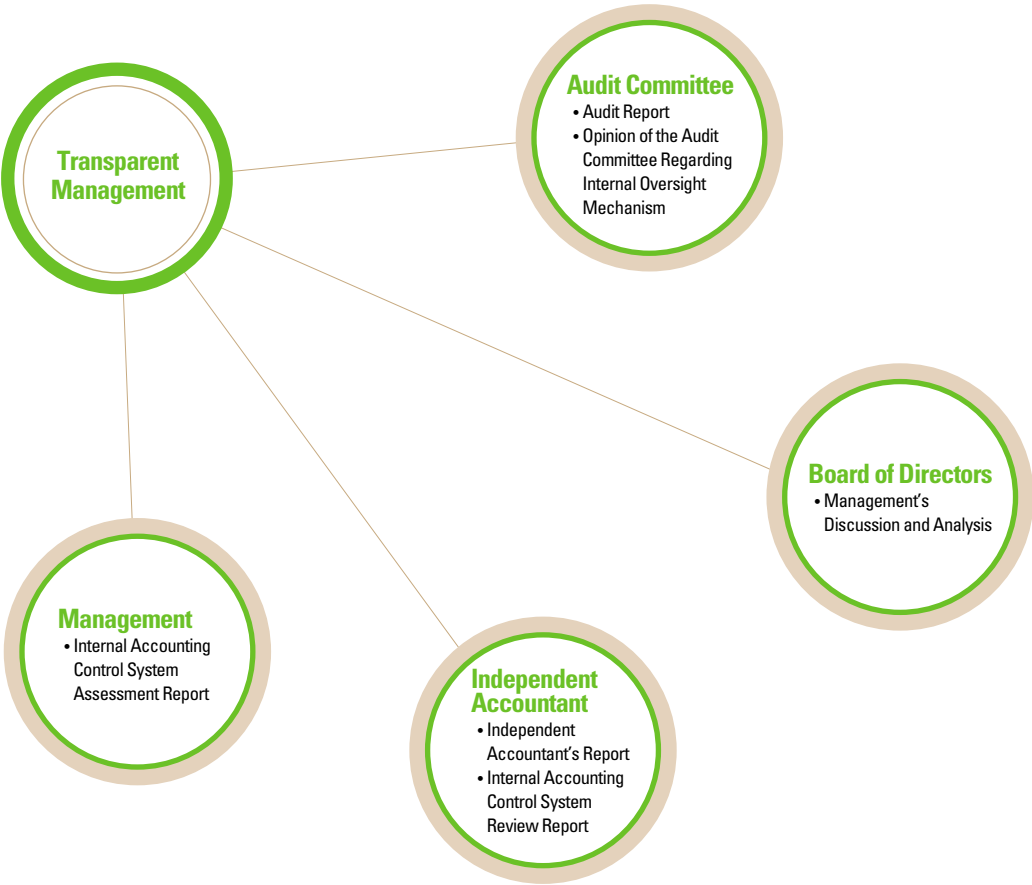 Transparent
Management
Audit Committee
• Audit Report
• Opinion of the Audit
Committee Regarding
Internal Oversight
Mechanism
Board of Directors
• Management's
Discussion and Analysis
Management
• Internal Accounting
Control System
Assessment Report
Independent
Accountant
• Independent
Accountant's Report
• Internal Accounting
Control System
Review Report